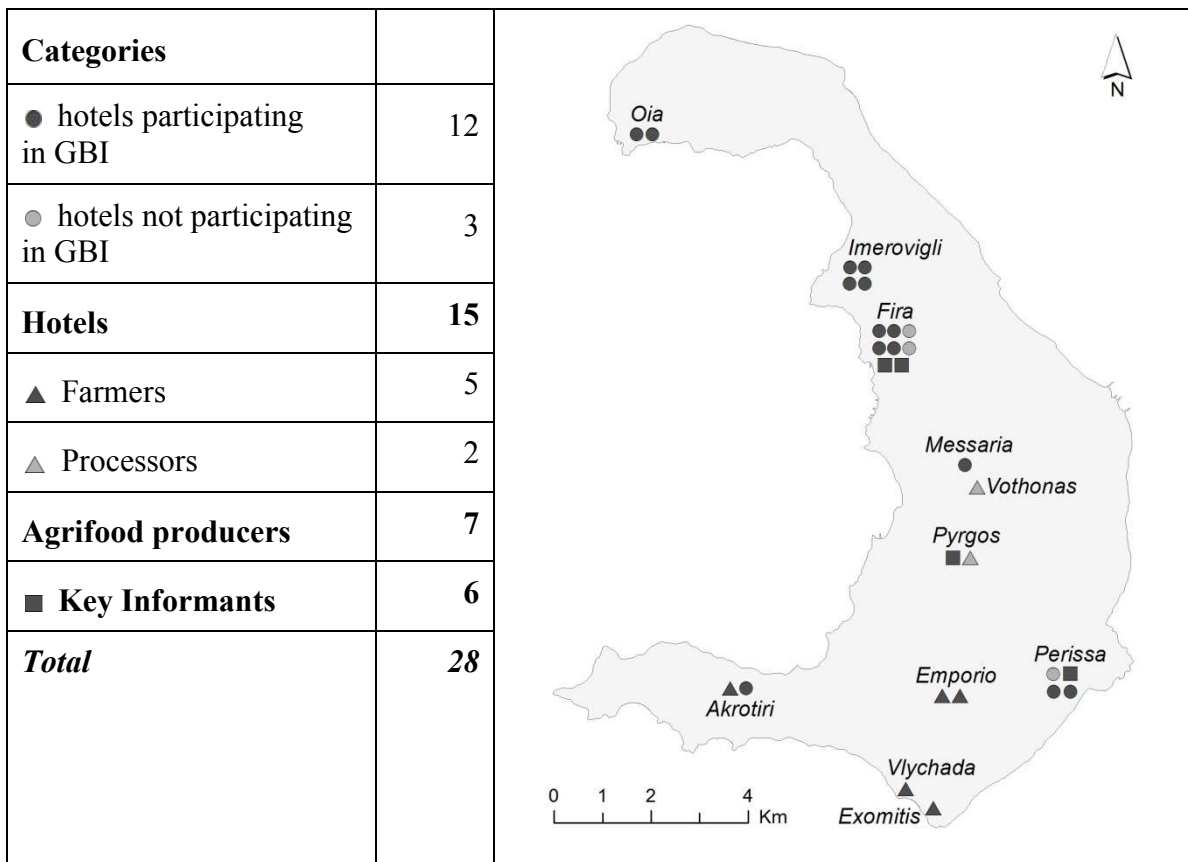 Categories
hotels participating
in GBI
12
hotels not participating
in GBI
3
Hotels
15
Farmers
5
Processors
2
Agrifood producers
7
Key Informants
6
Total
28
N
Oia
Imerovigli
Fira
Messaria
Vothonas
Pyrgos
Perissa
Emporio
Akrotiri
Vlychada
Exomitis
0 1 2 4
Km